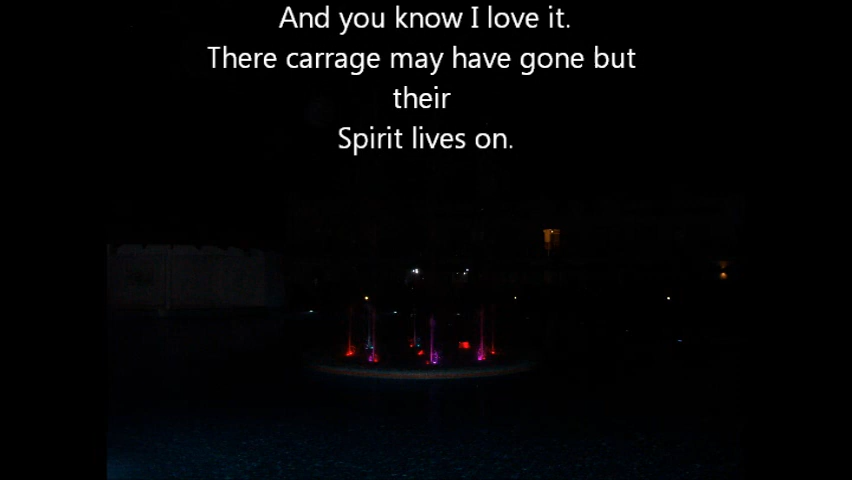 And you know I love it.
There carrage may have gone but
their
Spirit lives on.